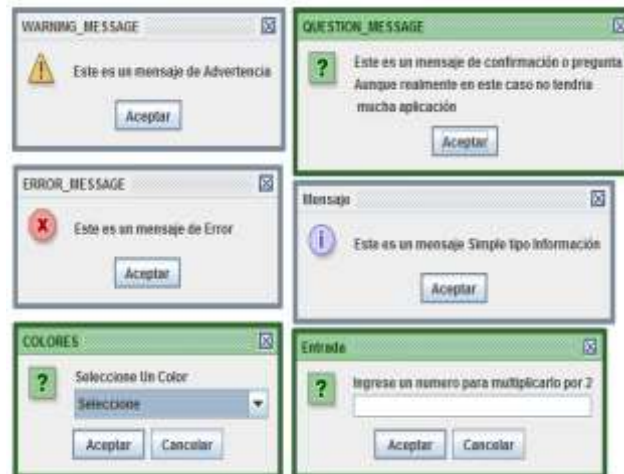 WARNING_MESSAGE
Este es un mensaje de Advertencia
Aceptar
QUESTION_MESSAGE
?
Este es un mensaje de confirmación o pregunta
Aunque realmente en este caso no tendria
mucha aplicación
Aceptar
ERROR_MESSAGE
Este es un mensaje de Error
Aceptar
Mensaje
i
Este es un mensaje Simple tipo Información
Aceptar
COLORES
?
Seleccione Un Color
Seleccione
Aceptar Cancelar
Entrada
?
Ingrese un numero para multiplicarlo por 2
Aceptar Cancelar